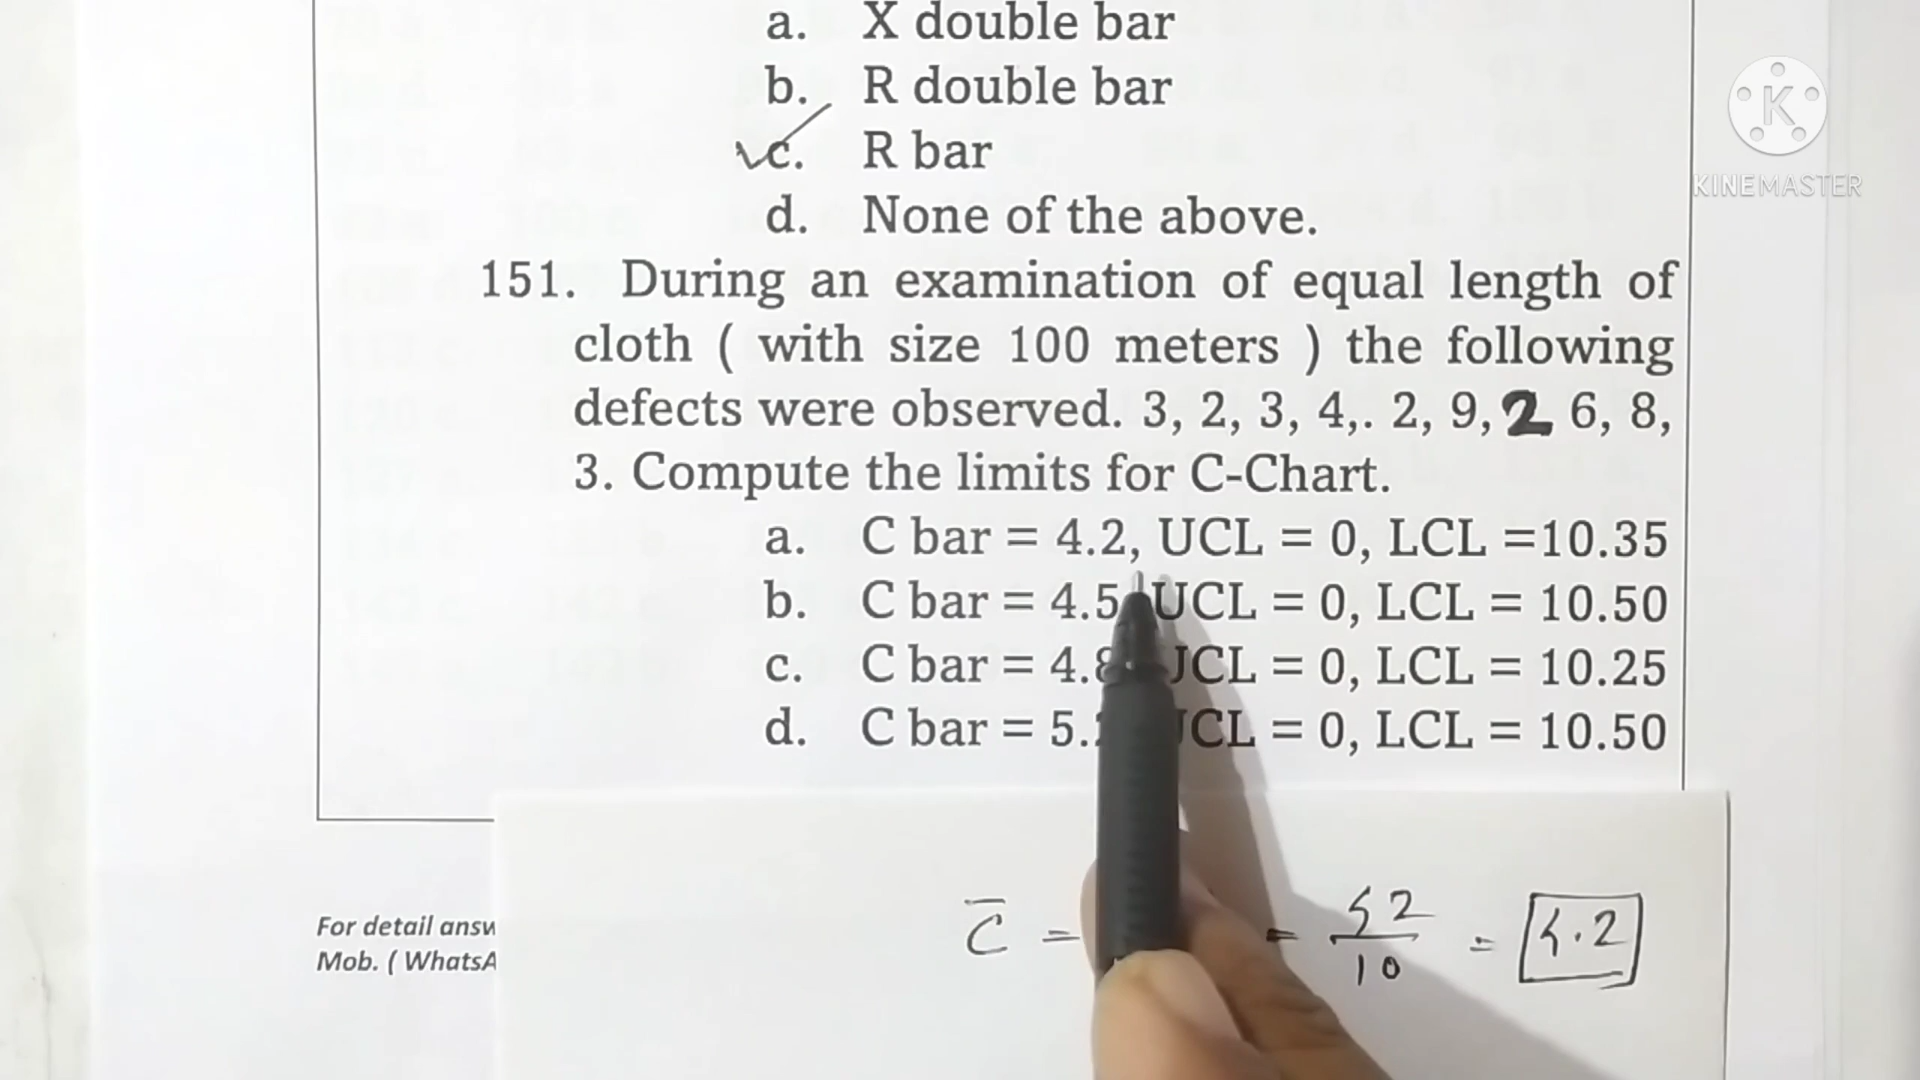 a. X double bar
b. R double bar
c. R bar
d. None of the above.
151. During an examination of equal length of
cloth ( with size 100 meters ) the following
defects were observed. 3, 2, 3, 4,. 2, 9, 2 6, 8,
3. Compute the limits for C-Chart.
a. C bar = 4.2, UCL = 0, LCL =10.35
b. C bar = 4.5, UCL = 0, LCL = 10.50
c. C bar = 4.8 UCL = 0, LCL = 10.25
d. C bar = 5. UCL = 0, LCL = 10.50
C̅ = = 42/10 = 4.2
For detail answ
Mob. ( WhatsA
K
KINEMASTER